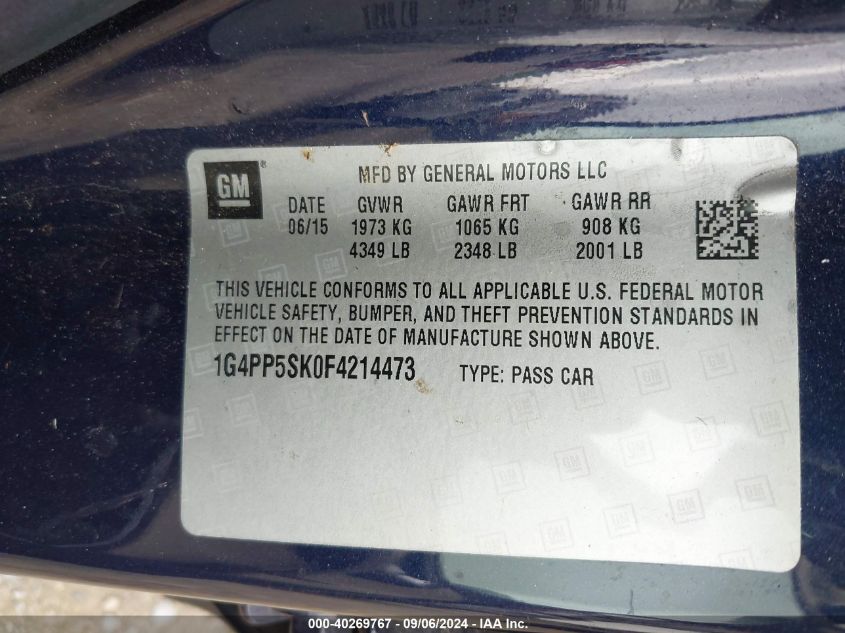 GM ®
MFD BY GENERAL MOTORS LLC
DATE GVWR GAWR FRT GAWR RR
06/15 1973 KG 1065 KG 908 KG
4349 LB 2348 LB 2001 LB
THIS VEHICLE CONFORMS TO ALL APPLICABLE U.S. FEDERAL MOTOR
VEHICLE SAFETY, BUMPER, AND THEFT PREVENTION STANDARDS IN
EFFECT ON THE DATE OF MANUFACTURE SHOWN ABOVE.
1G4PP5SK0F4214473 TYPE: PASS CAR
000-40269767 - 09/06/2024 - IAA Inc.